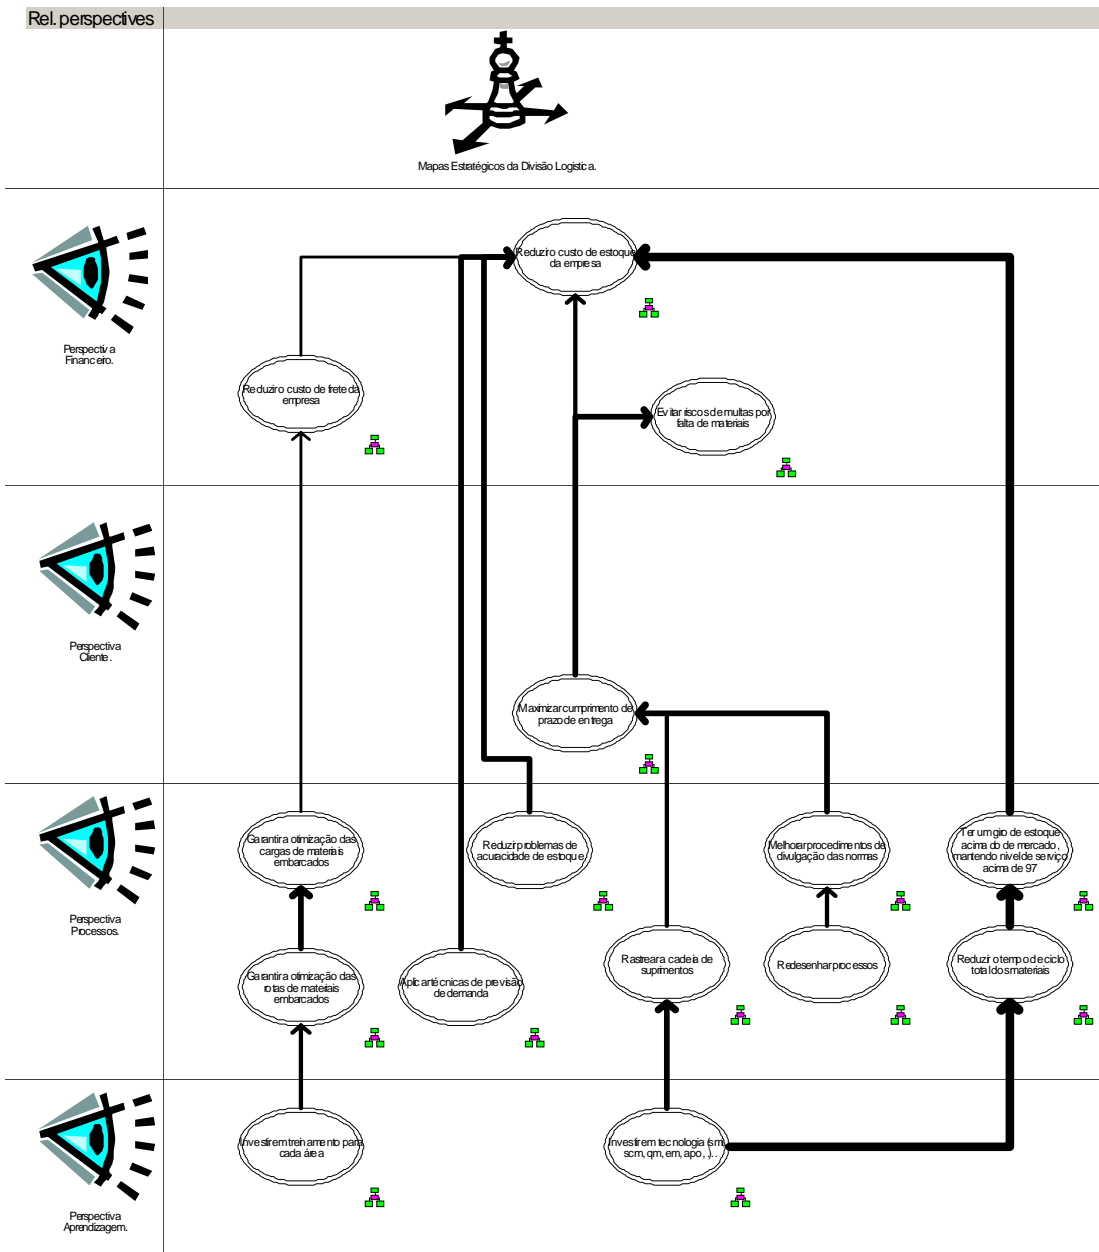 Rel. perspectives
Mapas Estratégicos da Divisão Logistica.
Reduzir o custo de estoque
da empresa
Perspectiva
Financeiro.
Reduzir o custo de frete da
empresa
Evitar riscos de multas por
falta de materiais
Perspectiva
Cliente.
Maximizar cumprimento de
prazo de entrega
Garantir a otimização das
cargas de materiais
embarcados
Reduzir problemas de
acuracidade de estoque
Melhorar procedimentos de
divulgação das normas
Ter um giro de estoque
acima do de mercado,
mantendo nivel de serviço
acima de 97
Perspectiva
Processos.
Garantir a otimização das
rotas de materiais
embarcados
Aplicar técnicas de previsão
de demanda
Rastrear a cadeia de
suprimentos
Redesenhar processos
Reduzir o tempo de ciclo
total dos materiais
Investir em treinamento para
cada área
Investir em tecnologia (srm,
scm, qm, em, apo, )...
Perspectiva
Aprendizagem.